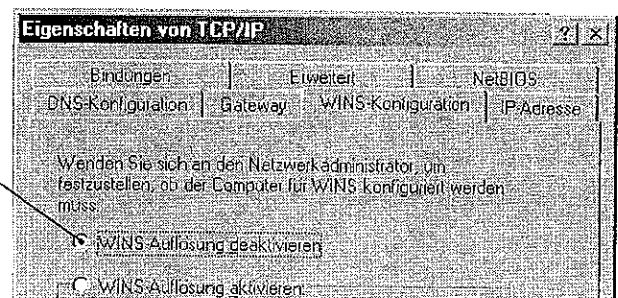 Eigenschaften von TCP/IP
Bindungen Erweitert NetBIOS
DNS-Konfiguration Gateway WINS-Konfiguration IP-Adresse
Wenden Sie sich an den Netzwerkadministrator, um
festzustellen, ob der Computer für WINS konfiguriert werden
muss.
WINS-Auflösung deaktivieren
WINS-Auflösung aktivieren: